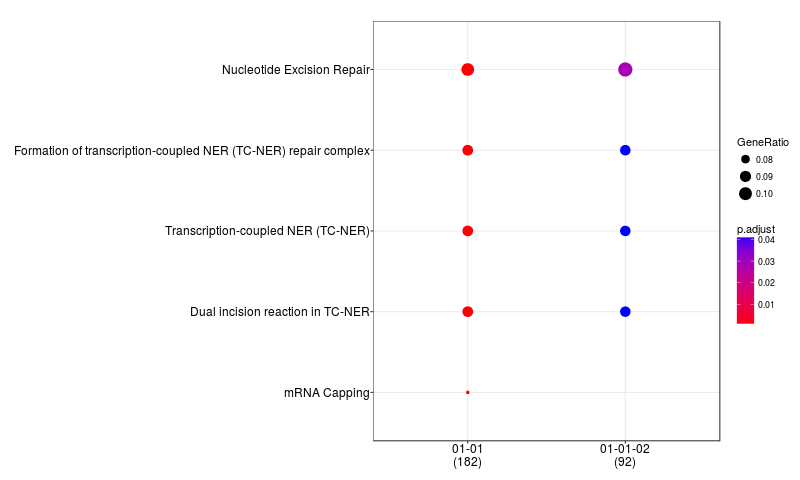 Nucleotide Excision Repair
Formation of transcription-coupled NER (TC-NER) repair complex
Transcription-coupled NER (TC-NER)
Dual incision reaction in TC-NER
mRNA Capping
01-01
(182)
01-01-02
(92)
GeneRatio
0.08
0.09
0.10
p.adjust
0.04
0.03
0.02
0.01